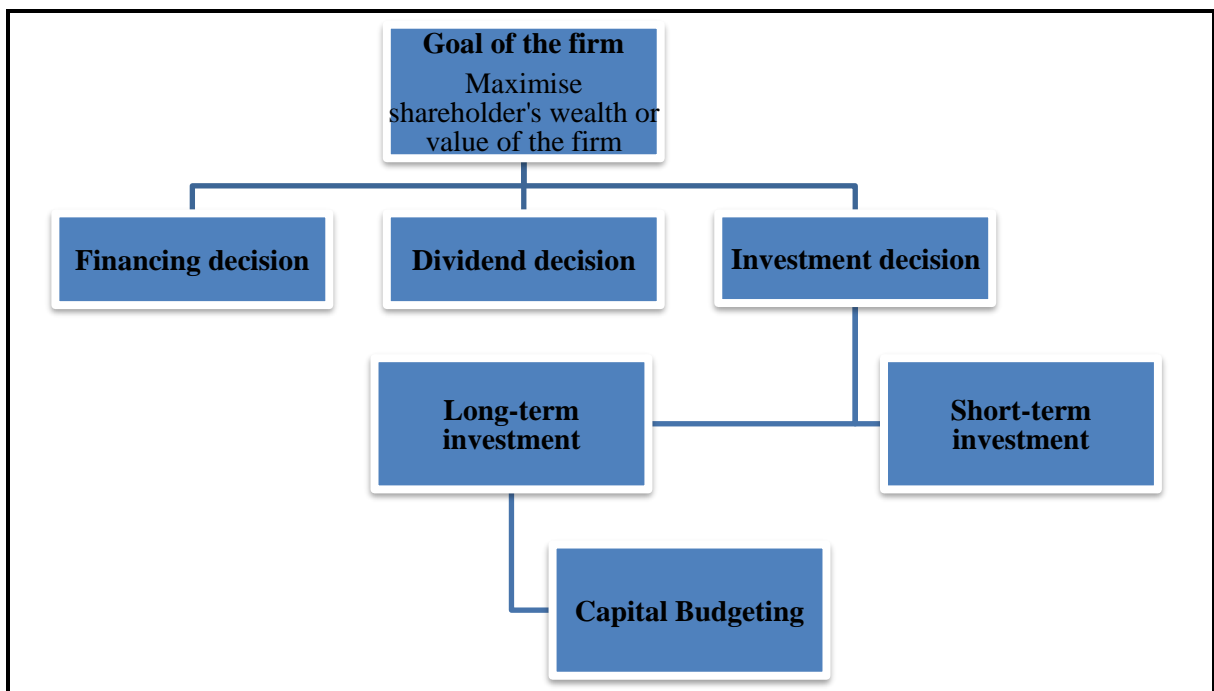 Goal of the firm
Maximise
shareholder's wealth or
value of the firm
Financing decision
Dividend decision
Investment decision
Long-term
investment
Short-term
investment
Capital Budgeting